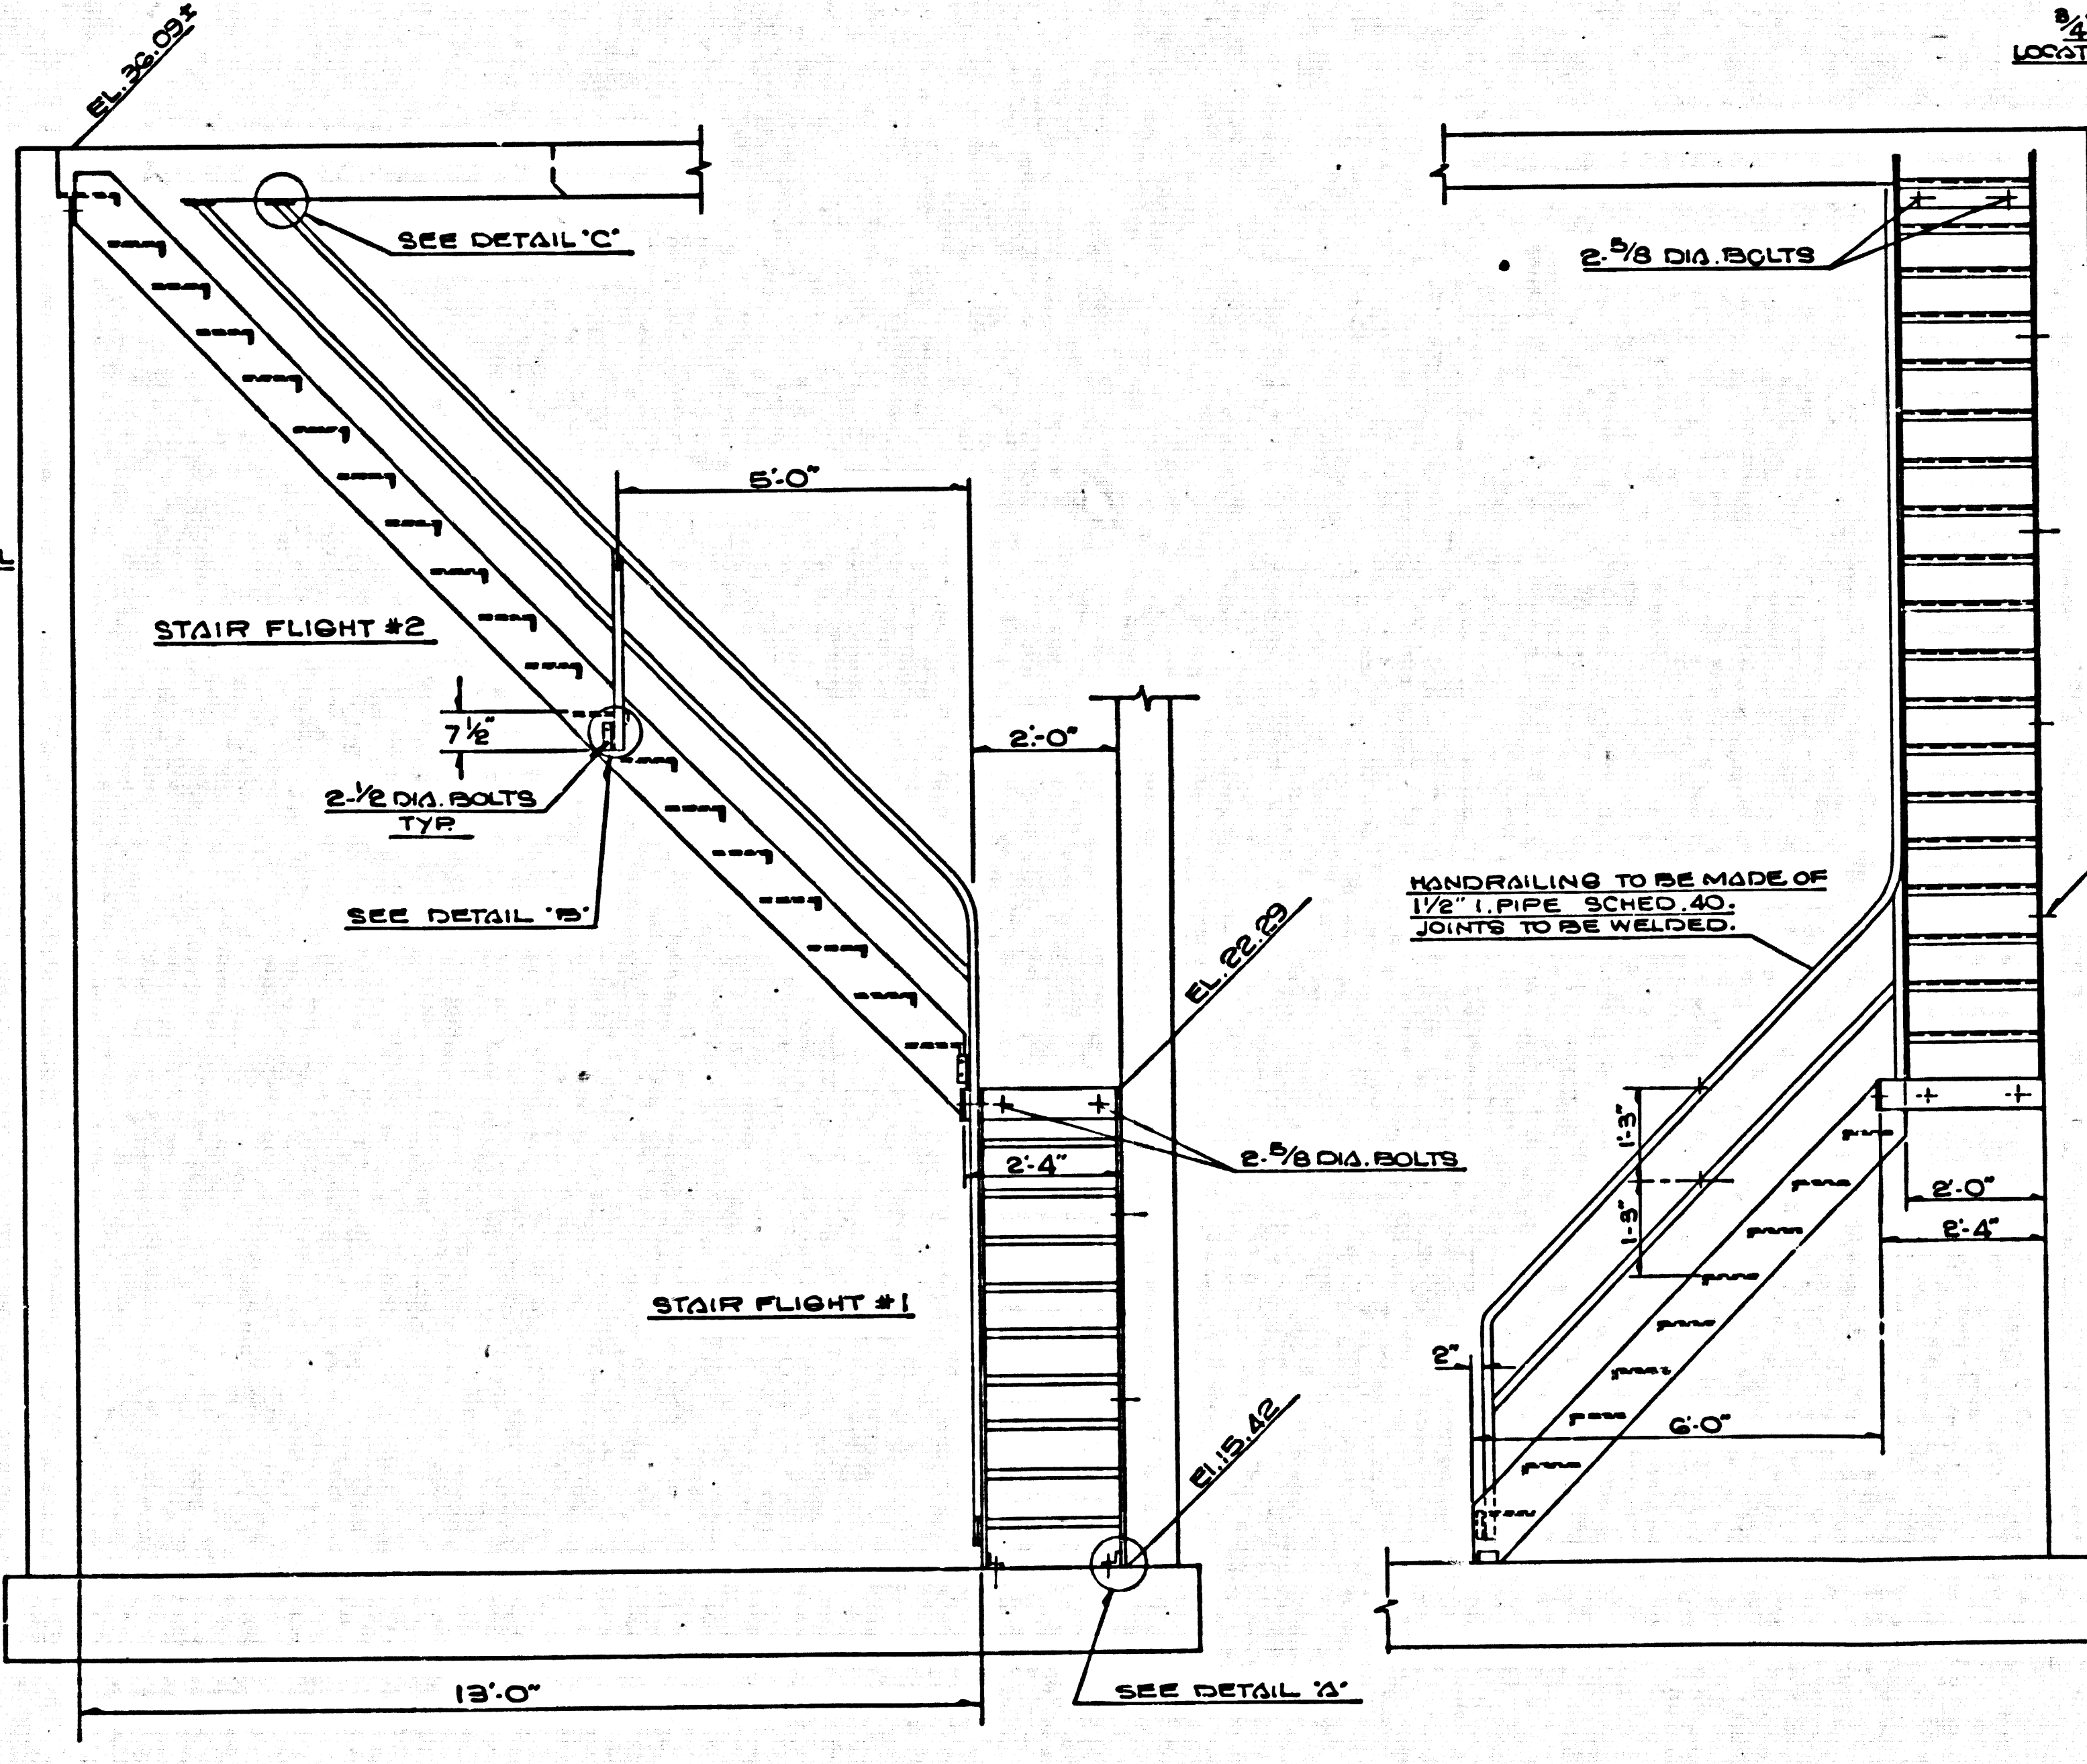 EL. 36.09±
3/4
LOCAT
SEE DETAIL "C"
2-5/8 DIA. BOLTS
5'-0"
STAIR FLIGHT #2
7 1/2"
2'-0"
2-1/2 DIA. BOLTS
TYP.
SEE DETAIL "B"
HANDRAILING TO BE MADE OF
1 1/2" I. PIPE SCHED. 40.
JOINTS TO BE WELDED.
EL. 22.29
1'-3"
2-5/8 DIA. BOLTS
2'-4"
2'-0"
1'-3"
2'-4"
STAIR FLIGHT #1
2"
6'-0"
El. 15.42
13'-0"
SEE DETAIL "A"